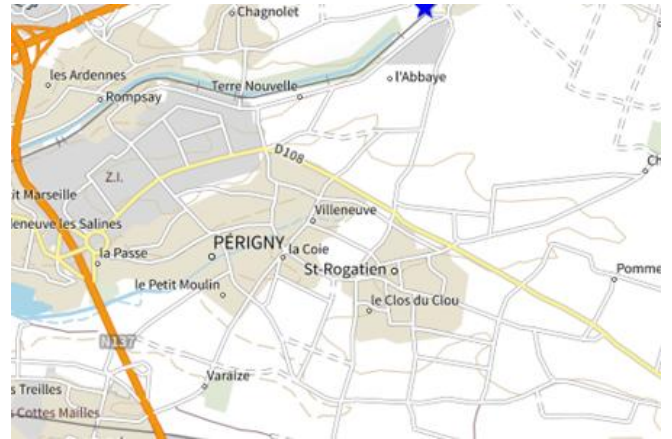 Chagnolet
les Ardennes
l'Abbaye
Terre Nouvelle
Rompsay
D108
Z.I.
it Marseille
Villeneuve
leneuve les Salines
PÉRIGNY
la Coie
la Passe
St-Rogatien
Pomme
le Petit Moulin
le Clos du Clou
N137
Varaize
s Treilles
Cottes Mailles